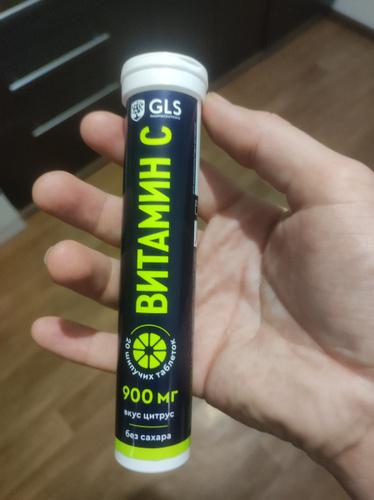 GLS
PHARMACEUTICALS
ВИТАМИН С
20 шипучих таблеток
900 мг
вкус цитрус
без сахара